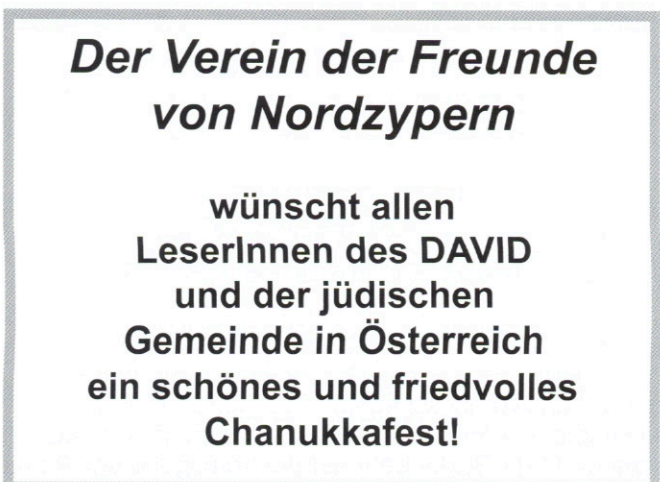 Der Verein der Freunde
von Nordzypern
wünscht allen
LeserInnen des DAVID
und der jüdischen
Gemeinde in Österreich
ein schönes und friedvolles
Chanukkafest!